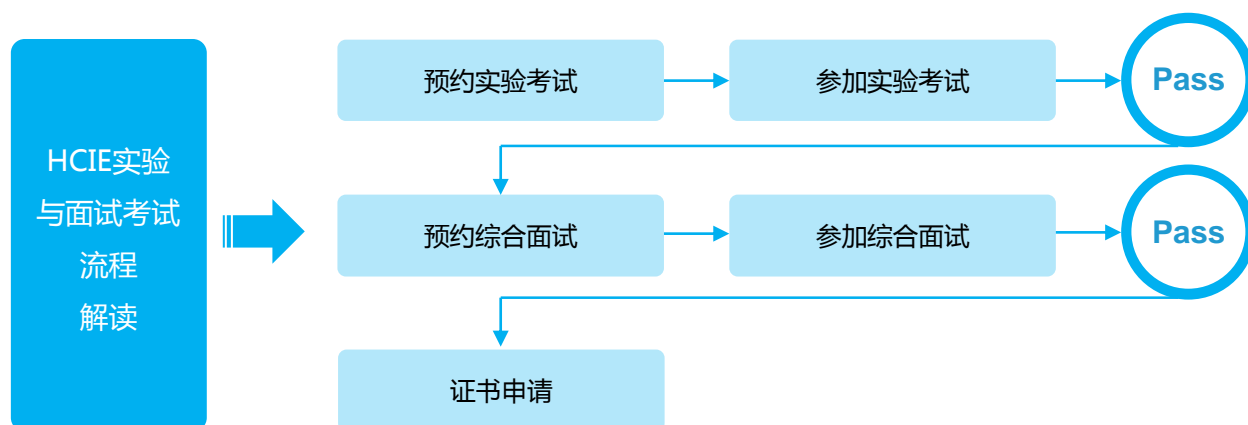 HCIE实验
与面试考试
流程
解读
预约实验考试
参加实验考试
Pass
预约综合面试
参加综合面试
Pass
证书申请